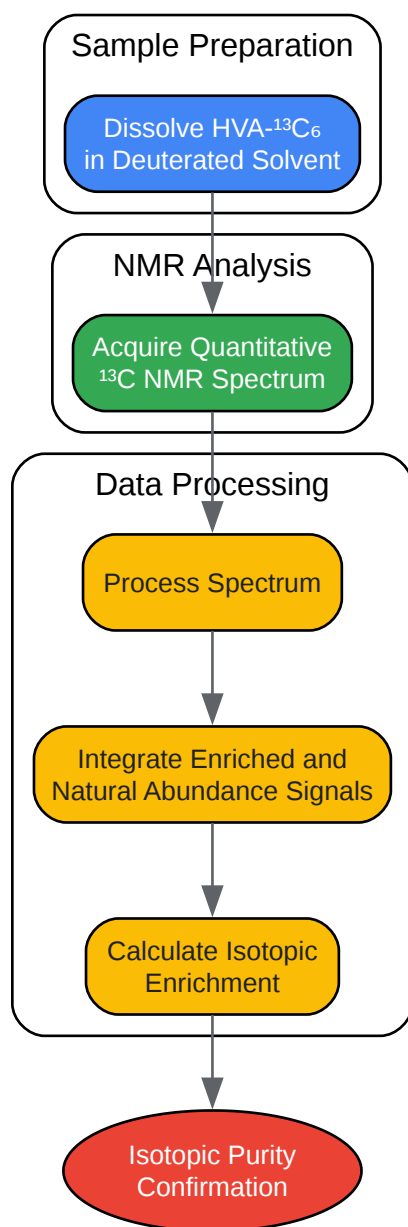 Sample Preparation
Dissolve HVA-¹³C₆
in Deuterated Solvent
NMR Analysis
Acquire Quantitative
¹³C NMR Spectrum
Data Processing
Process Spectrum
Integrate Enriched and
Natural Abundance Signals
Calculate Isotopic
Enrichment
Isotopic Purity
Confirmation